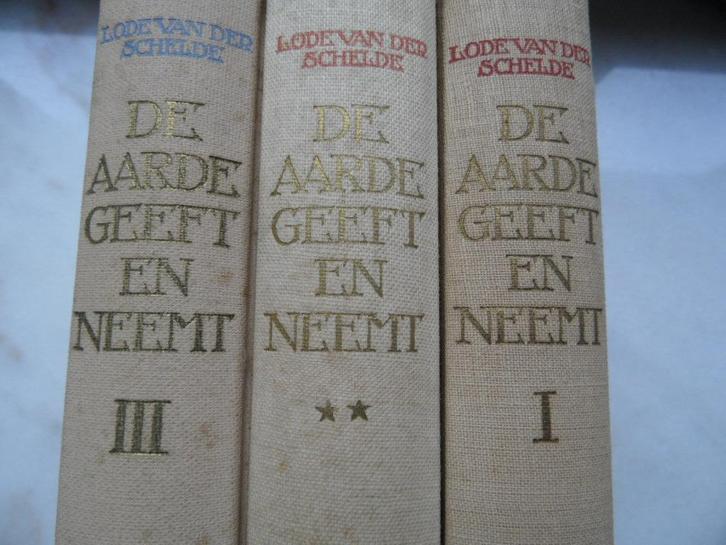 LODE VAN DER
SCHELDE
DE
AARDE
GEEFT
EN
NEEMT
III
LODE VAN DER
SCHELDE
DE
AARDE
GEEFT
EN
NEEMT
★★
LODE VAN DER
SCHELDE
DE
AARDE
GEEFT
EN
NEEMT
I